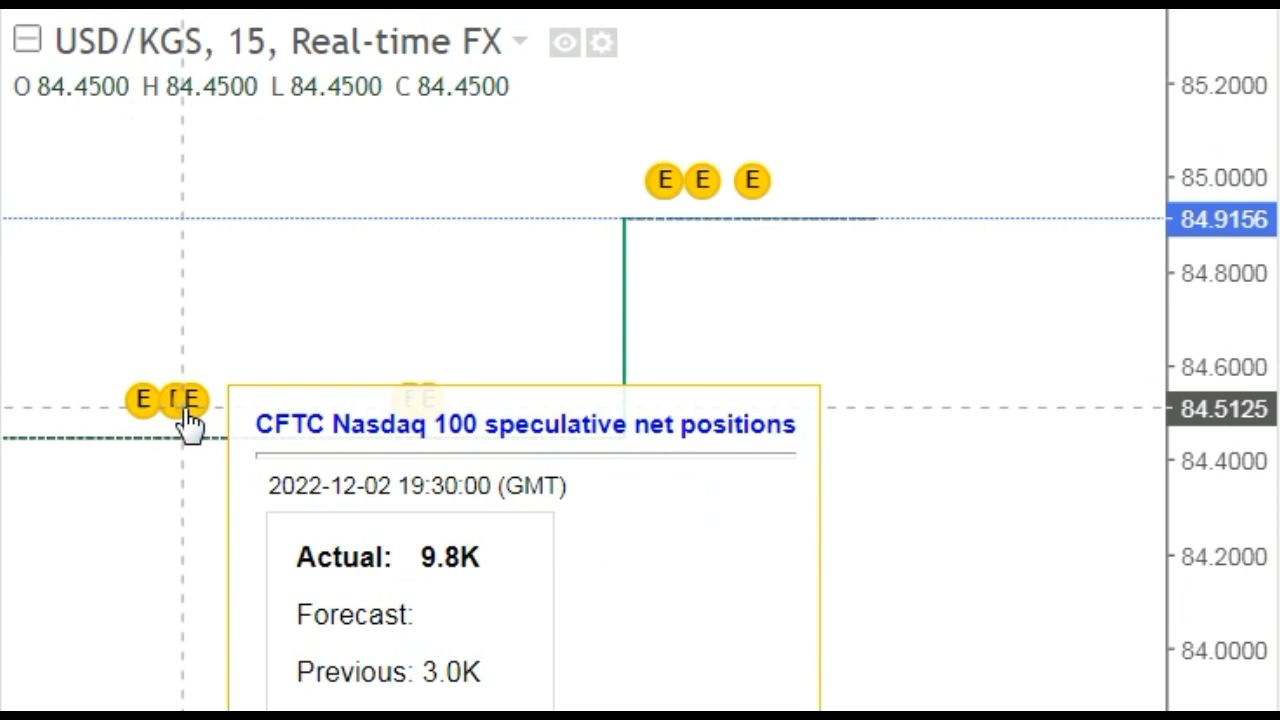 USD/KGS, 15, Real-time FX
O 84.4500 H 84.4500 L 84.4500 C 84.4500
85.2000
E E E
85.0000
84.9156
84.8000
84.6000
E E
E E
84.5125
CFTC Nasdaq 100 speculative net positions
84.4000
2022-12-02 19:30:00 (GMT)
Actual: 9.8K
84.2000
Forecast:
Previous: 3.0K
84.0000